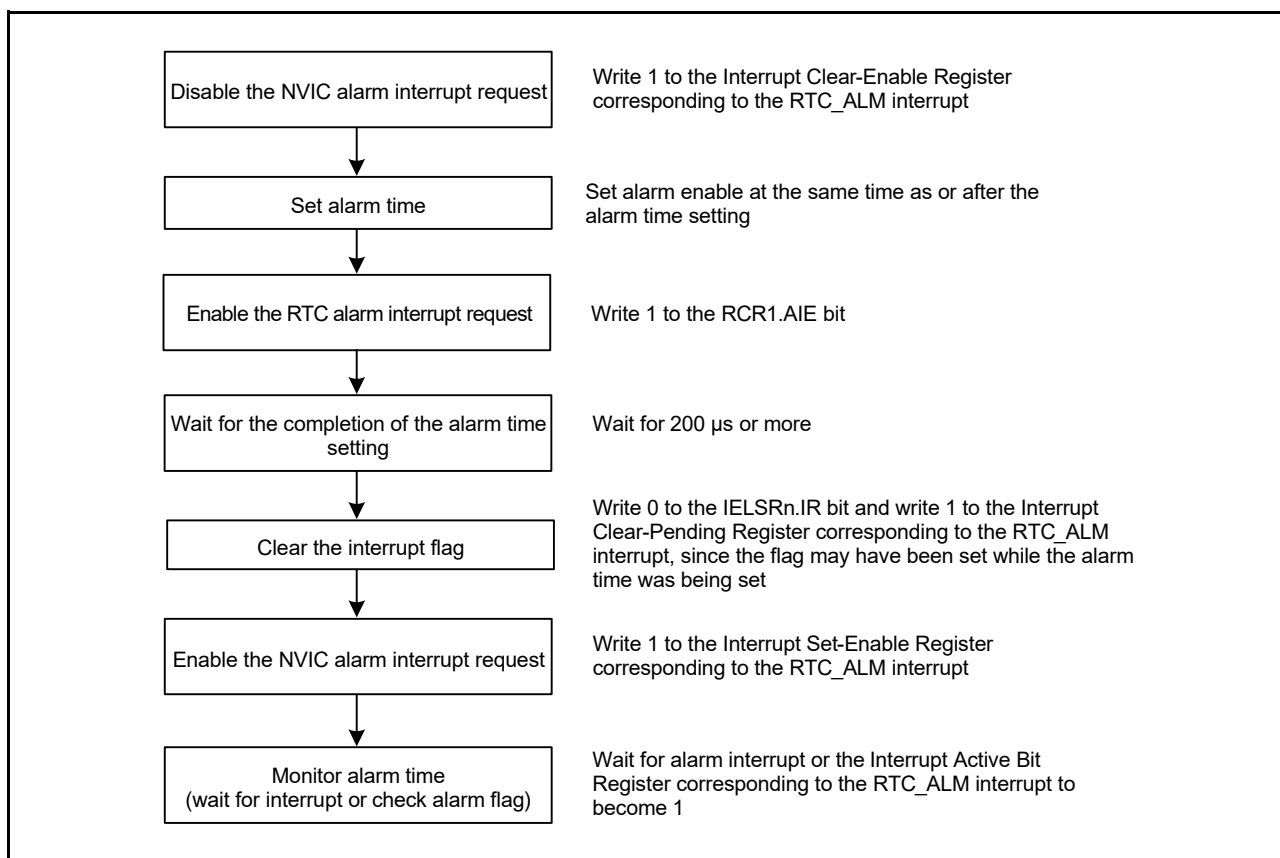 Disable the NVIC alarm interrupt request
Write 1 to the Interrupt Clear-Enable Register
corresponding to the RTC_ALM interrupt
Set alarm time
Set alarm enable at the same time as or after the
alarm time setting
Enable the RTC alarm interrupt request
Write 1 to the RCR1.AIE bit
Wait for the completion of the alarm time
setting
Wait for 200 μs or more
Clear the interrupt flag
Write 0 to the IELSRn.IR bit and write 1 to the Interrupt
Clear-Pending Register corresponding to the RTC_ALM
interrupt, since the flag may have been set while the alarm
time was being set
Enable the NVIC alarm interrupt request
Write 1 to the Interrupt Set-Enable Register
corresponding to the RTC_ALM interrupt
Monitor alarm time
(wait for interrupt or check alarm flag)
Wait for alarm interrupt or the Interrupt Active Bit
Register corresponding to the RTC_ALM interrupt to
become 1